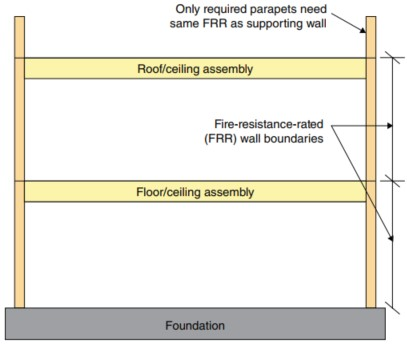 Only required parapets need
same FRR as supporting wall
Roof/ceiling assembly
Fire-resistance-rated
(FRR) wall boundaries
Floor/ceiling assembly
Foundation